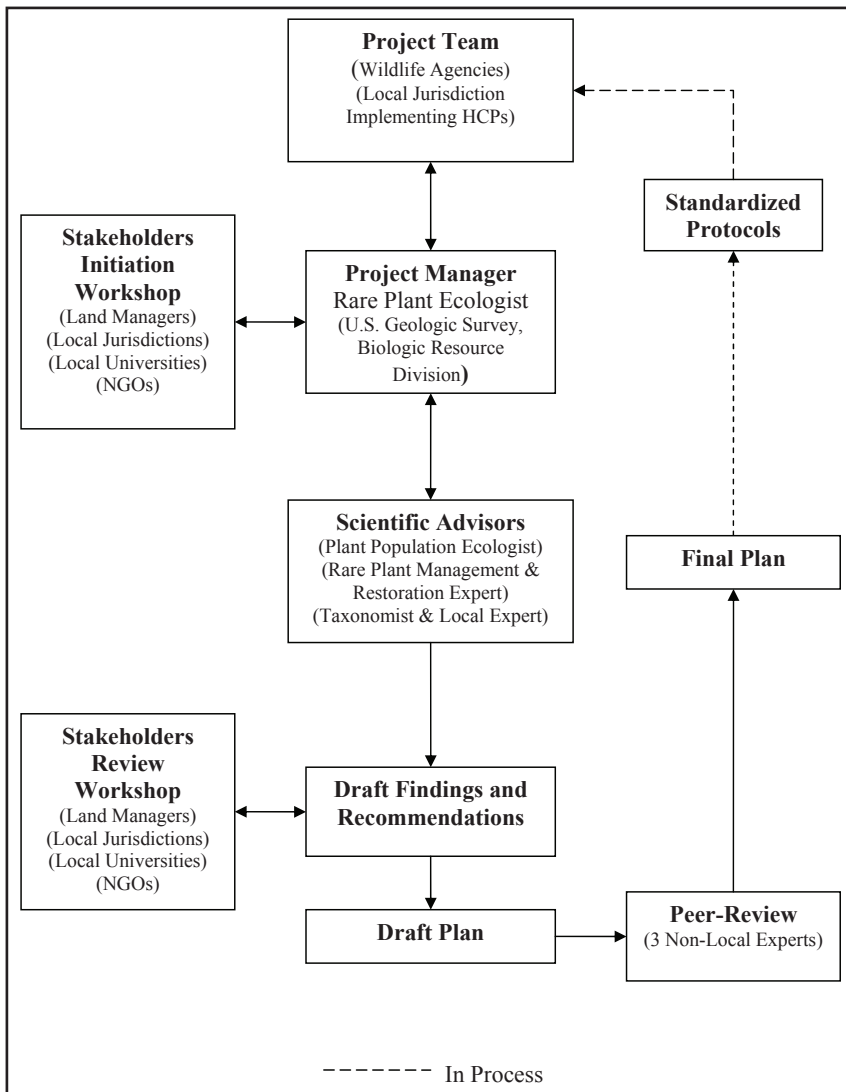 Project Team
(Wildlife Agencies)
(Local Jurisdiction
Implementing HCPs)
Standardized
Protocols
Stakeholders
Initiation
Workshop
(Land Managers)
(Local Jurisdictions)
(Local Universities)
(NGOs)
Project Manager
Rare Plant Ecologist
(U.S. Geologic Survey,
Biologic Resource
Division)
Scientific Advisors
(Plant Population Ecologist)
(Rare Plant Management &
Restoration Expert)
(Taxonomist & Local Expert)
Final Plan
Stakeholders
Review
Workshop
(Land Managers)
(Local Jurisdictions)
(Local Universities)
(NGOs)
Draft Findings and
Recommendations
Draft Plan
Peer-Review
(3 Non-Local Experts)
In Process